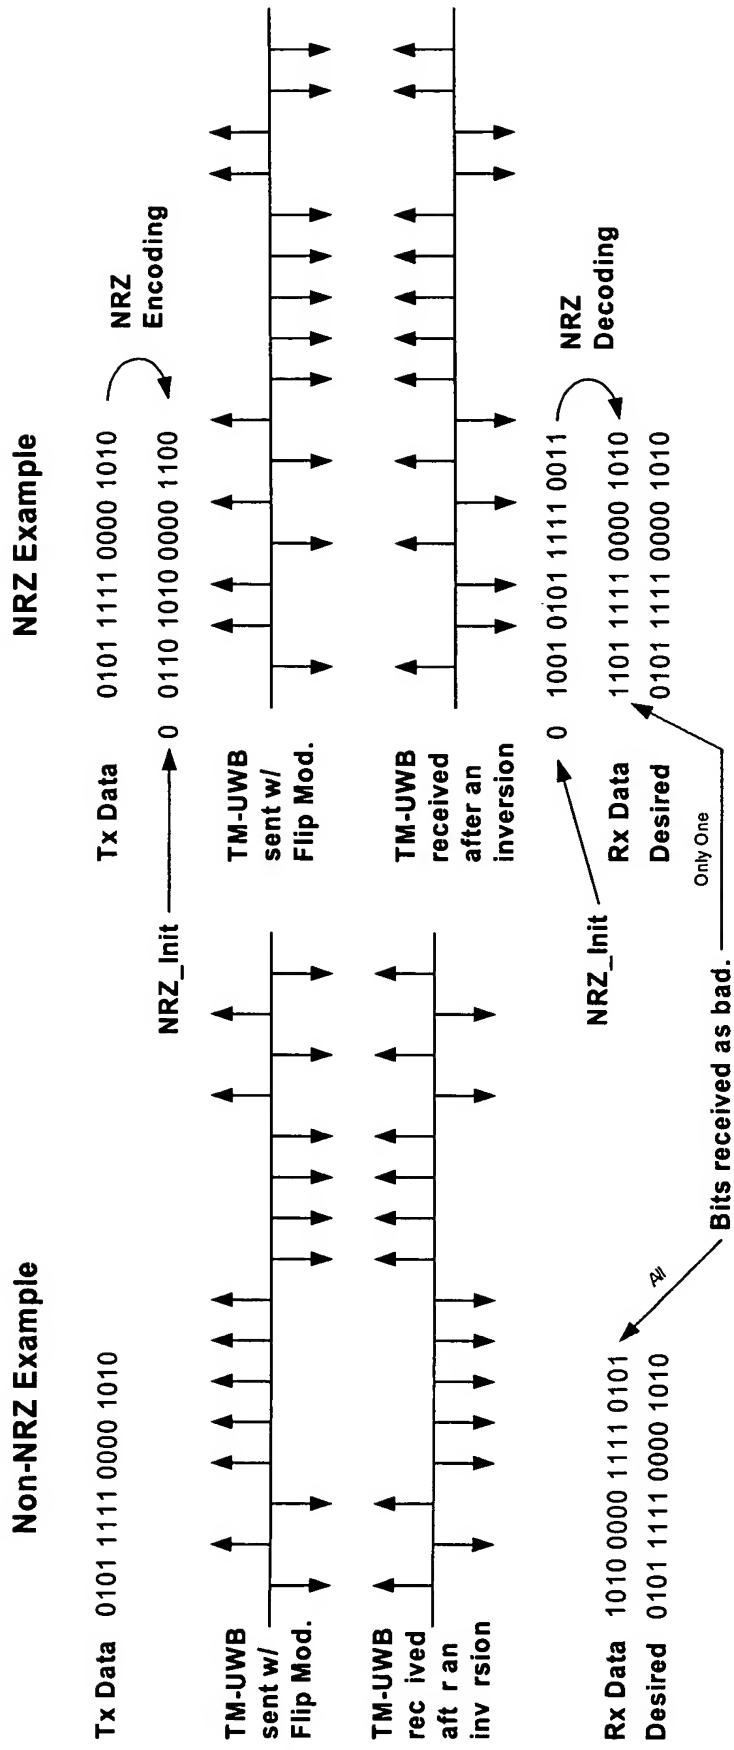 Non-NRZ Example
Tx Data 0101 1111 0000 1010
TM-UWB
sent w/
Flip Mod.
TM-UWB
rec ived
aft r an
inv rsion
Rx Data 1010 0000 1111 0101
Desired 0101 1111 0000 1010
All
Bits received as bad.
Only One
NRZ Example
Tx Data 0101 1111 0000 1010
NRZ
Encoding
NRZ_Init
0 0110 1010 0000 1100
TM-UWB
sent w/
Flip Mod.
TM-UWB
received
after an
inversion
NRZ_Init
0 1001 0101 1111 0011
NRZ
Decoding
Rx Data 1101 1111 0000 1010
Desired 0101 1111 0000 1010